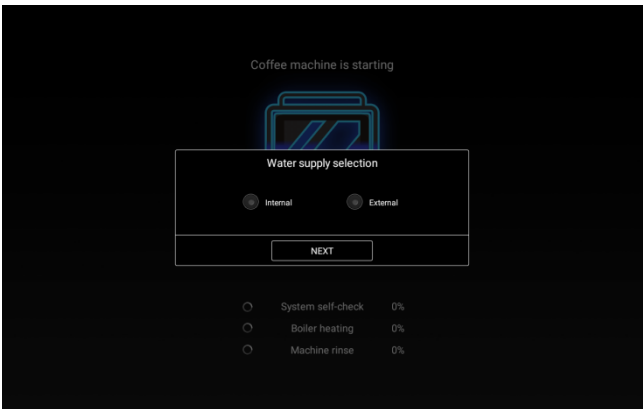 Coffee machine is starting
Water supply selection
Internal External
NEXT
System self-check 0%
Boiler heating 0%
Machine rinse 0%